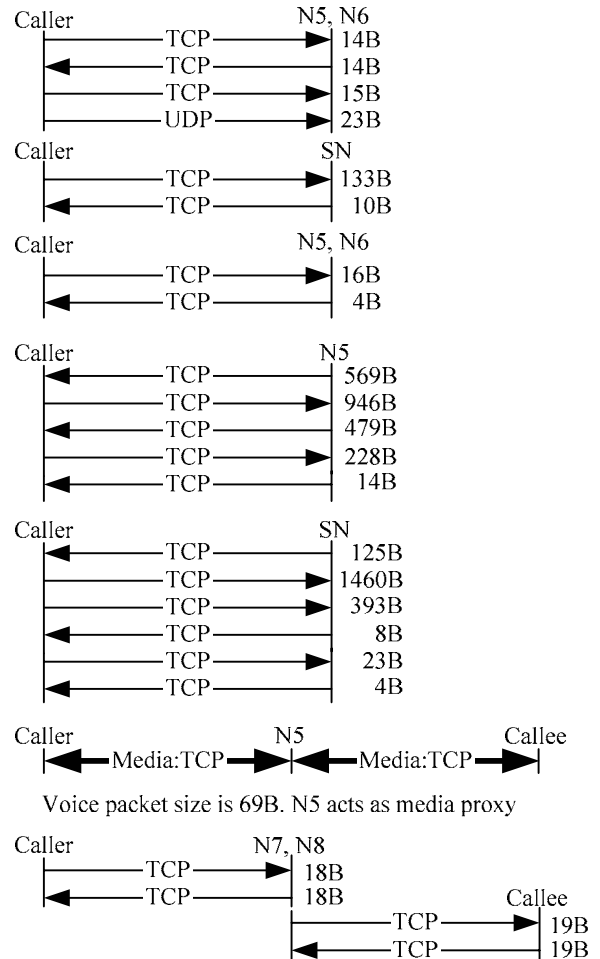 Caller N5, N6
TCP 14B
TCP 14B
TCP 15B
UDP 23B
Caller SN
TCP 133B
TCP 10B
Caller N5, N6
TCP 16B
TCP 4B
Caller N5
TCP 569B
TCP 946B
TCP 479B
TCP 228B
TCP 14B
Caller SN
TCP 125B
TCP 1460B
TCP 393B
TCP 8B
TCP 23B
TCP 4B
Caller N5 Callee
Media:TCP Media:TCP
Voice packet size is 69B. N5 acts as media proxy
Caller N7, N8
TCP 18B
TCP 18B
Callee
TCP 19B
TCP 19B